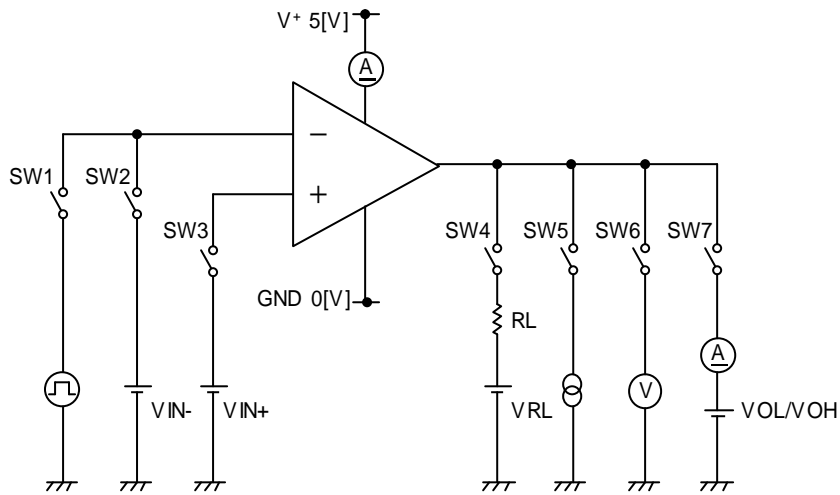 V⁺ 5[V]
A
−
+
SW1
SW2
SW3
SW4
SW5
SW6
SW7
GND 0[V]
RL
A
VIN-
VIN+
VRL
V
VOL/VOH